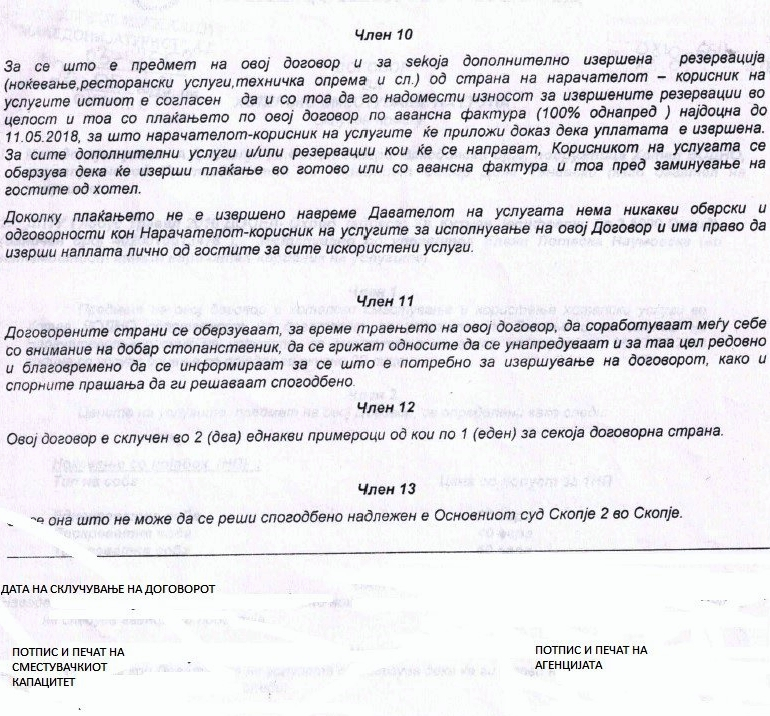 Член 10
За се што е предмет на овој договор и за sekoја дополнително извршена резервација
(ноќевање,ресторански услуги,техничка опрема и сл.) од страна на нарачателот – корисник на
услугите истиот е согласен да и со тоа да го надомести износот за извршените резервации во
целост и тоа со плаќањето по овој договор по авансна фактура (100% однапред ) најдоцна до
11.05.2018, за што нарачателот-корисник на услугите ќе приложи доказ дека уплатата е извршена.
За сите дополнителни услуги и/или резервации кои ќе се направат, Корисникот на услугата се
обврзува дека ќе изврши плаќање во готово или со авансна фактура и тоа пред заминување на
гостите од хотел.
Доколку плаќањето не е извршено навреме Давателот на услугата нема никакви обврски и
одговорности кон Нарачателот-корисник на услугите за исполнување на овој Договор и има право да
изврши наплата лично од гостите за сите искористени услуги.
Член 11
Договорените страни се обврзуваат, за време траењето на овој договор, да соработуваат меѓу себе
со внимание на добар стопанственик, да се грижат односите да се унапредуваат и за таа цел редовно
и благовремено да се информираат за се што е потребно за извршување на договорот, како и
спорните прашања да ги решаваат спогодбено.
Член 12
Овој договор е склучен во 2 (два) еднакви примероци од кои по 1 (еден) за секоја договорна страна.
Член 13
она што не може да се реши спогодбено надлежен е Основниот суд Скопје 2 во Скопје.
ДАТА НА СКЛУЧУВАЊЕ НА ДОГОВОРОТ
ПОТПИС И ПЕЧАТ НА
СМЕСТУВАЧКИОТ
КАПАЦИТЕТ
ПОТПИС И ПЕЧАТ НА
АГЕНЦИЈАТА